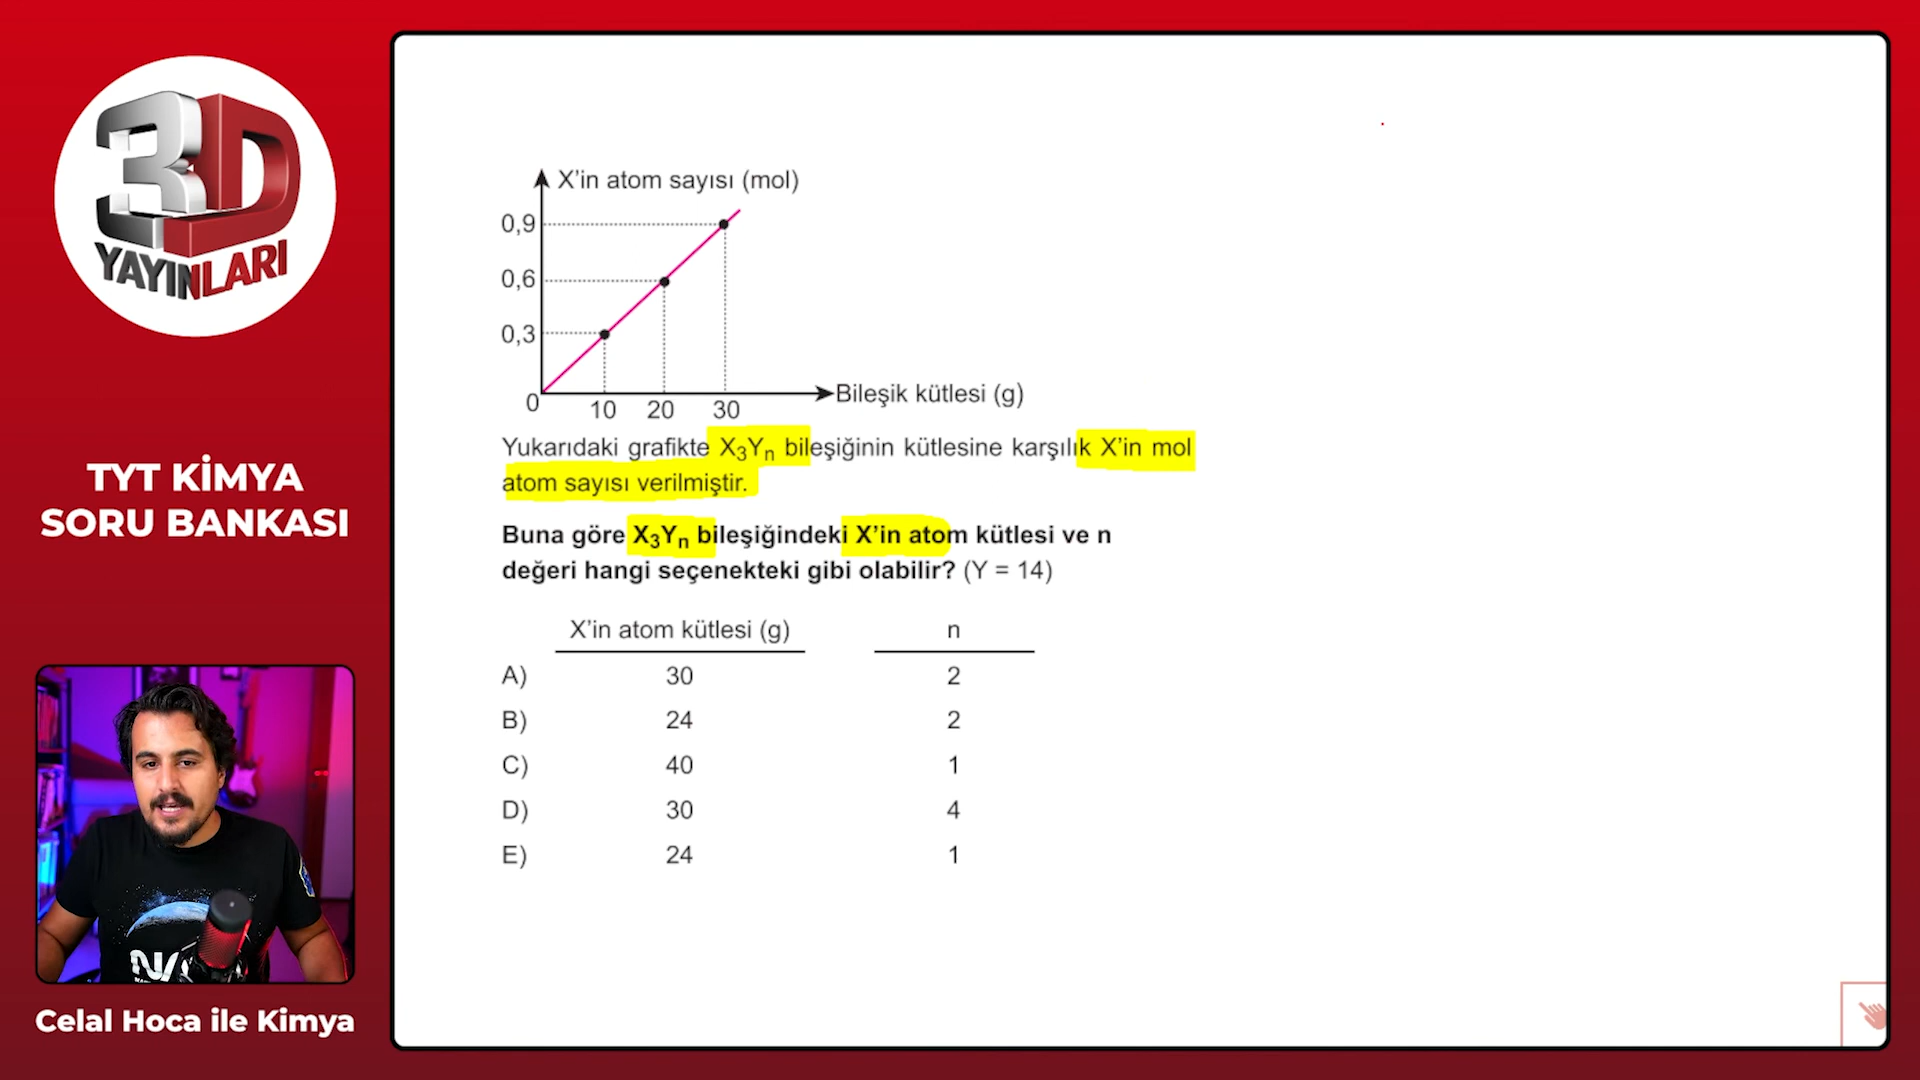 3D
YAYINLARI
TYT KİMYA
SORU BANKASI
Celal Hoca ile Kimya
X'in atom sayısı (mol)
0,9
0,6
0,3
0
10 20 30
Bileşik kütlesi (g)
Yukarıdaki grafikte X₃Yₙ bileşiğinin kütlesine karşılık X'in mol
atom sayısı verilmiştir.
Buna göre X₃Yₙ bileşiğindeki X'in atom kütlesi ve n
değeri hangi seçenekteki gibi olabilir? (Y = 14)
X'in atom kütlesi (g) n
A) 30 2
B) 24 2
C) 40 1
D) 30 4
E) 24 1